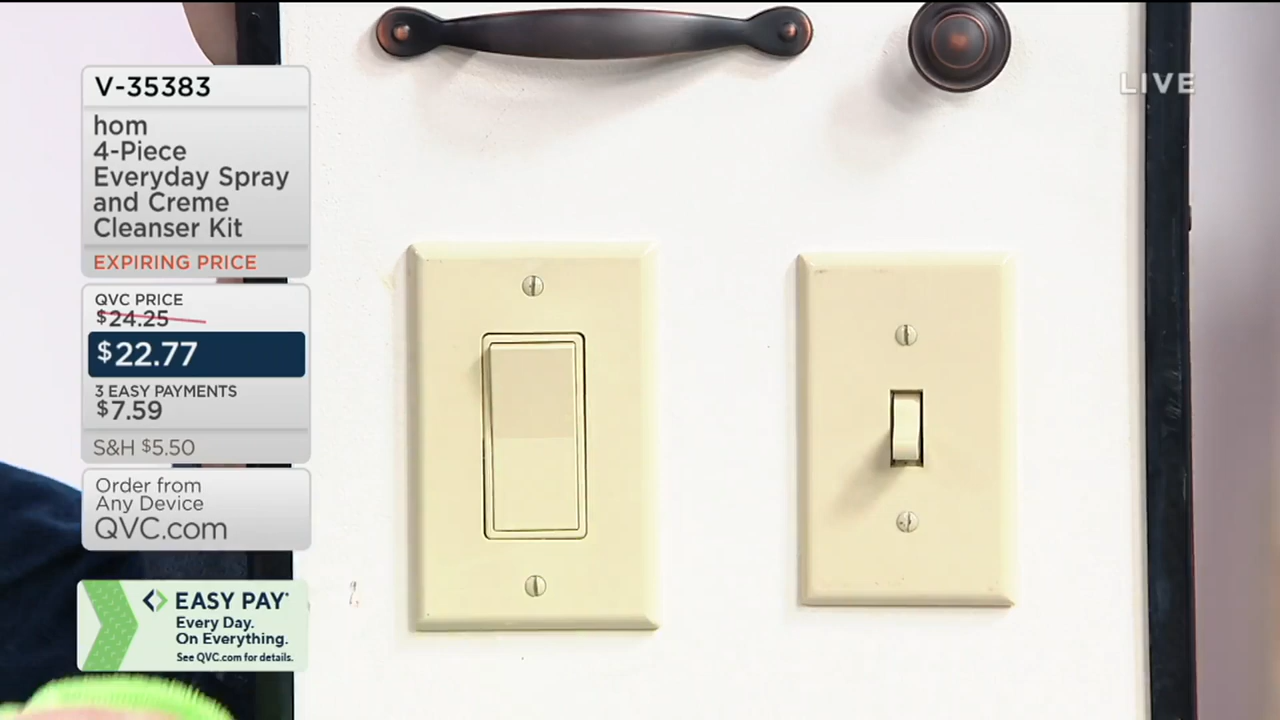 V-35383
hom
4-Piece
Everyday Spray
and Creme
Cleanser Kit
EXPIRING PRICE
QVC PRICE
$24.25
$22.77
3 EASY PAYMENTS
$7.59
S&H $5.50
Order from
Any Device
QVC.com
EASY PAY
Every Day.
On Everything.
See QVC.com for details.
LIVE